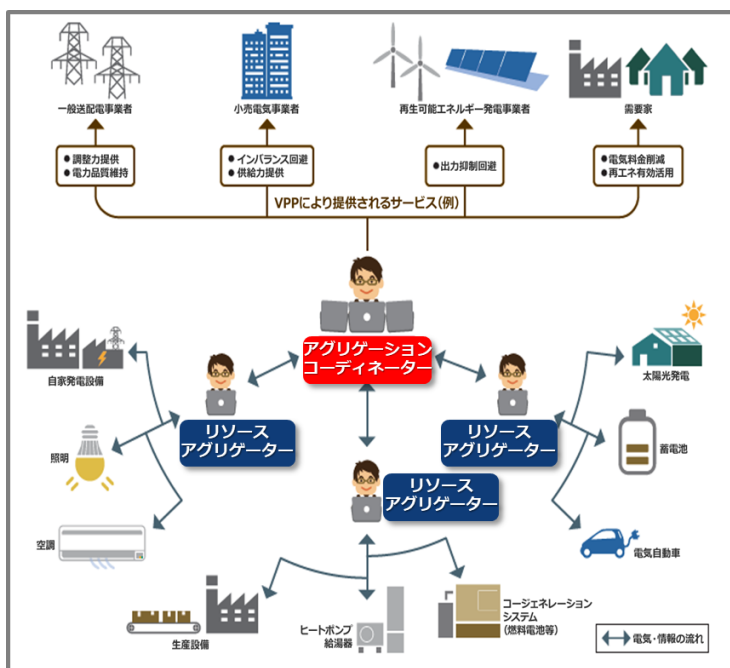 一般送配電事業者
小売電気事業者
再生可能エネルギー発電事業者
需要家
● 調整力提供
● 電力品質維持
● インバランス回避
● 供給力提供
● 出力抑制回避
● 電気料金削減
● 再エネ有効活用
VPPにより提供されるサービス(例)
アグリゲーション
コーディネーター
自家発電設備
太陽光発電
リソース
アグリゲーター
リソース
アグリゲーター
照明
蓄電池
リソース
アグリゲーター
空調
電気自動車
生産設備
ヒートポンプ
給湯器
コージェネレーション
システム
(燃料電池等)
電気・情報の流れ